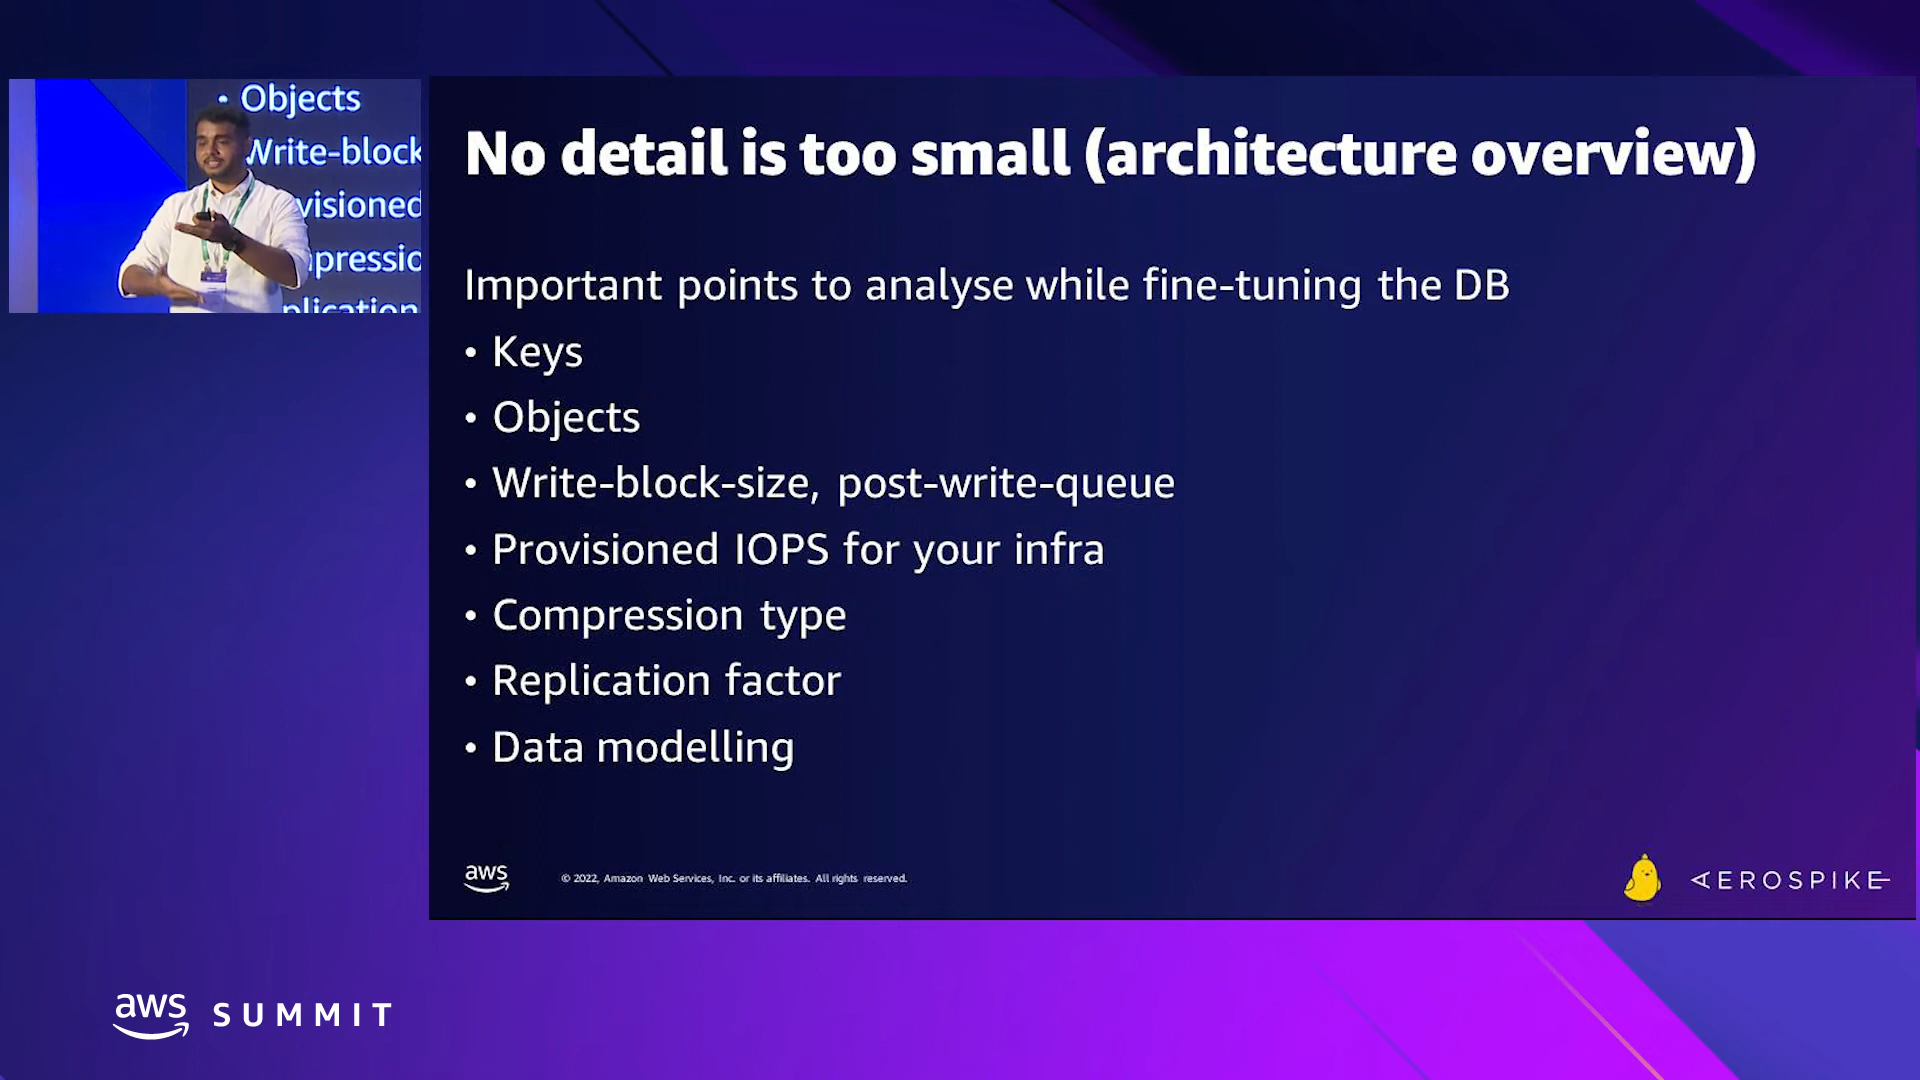 • Objects
Write-block
visioned
pressio
plication
No detail is too small (architecture overview)
Important points to analyse while fine-tuning the DB
• Keys
• Objects
• Write-block-size, post-write-queue
• Provisioned IOPS for your infra
• Compression type
• Replication factor
• Data modelling
aws
© 2022, Amazon Web Services, Inc. or its affiliates. All rights reserved.
AEROSPIKE
aws SUMMIT